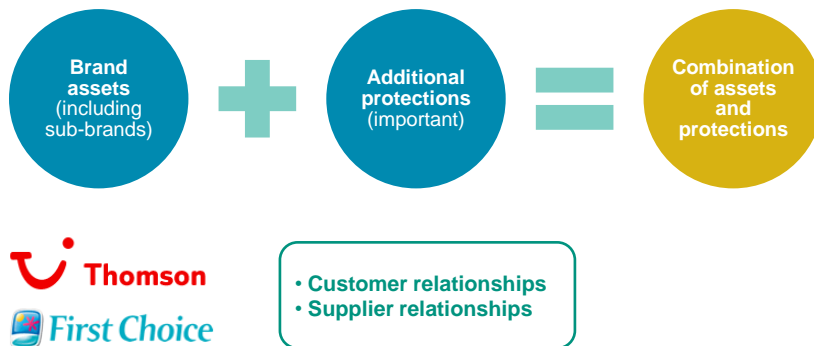 Brand
assets
(including
sub-brands)
Additional
protections
(important)
Combination
of assets
and
protections
Thomson
First Choice
• Customer relationships
• Supplier relationships